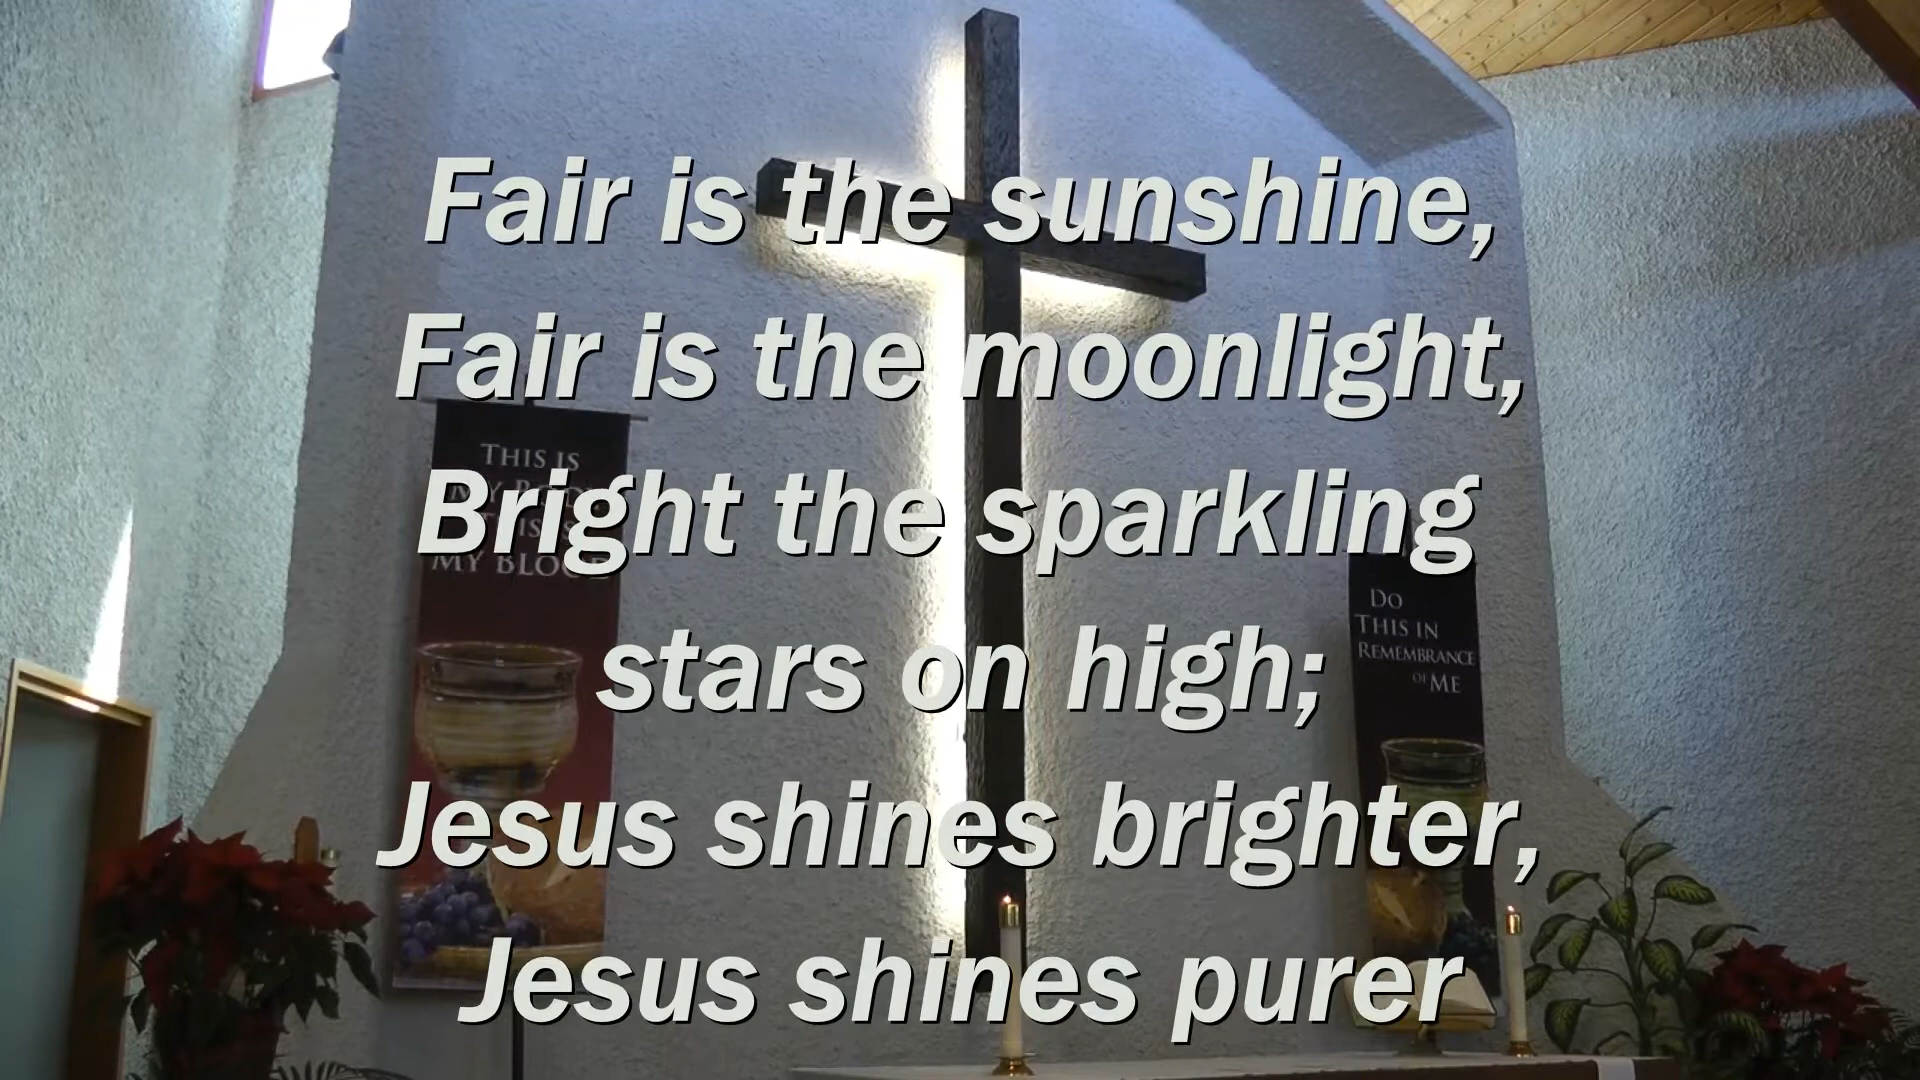 Fair is the sunshine,
Fair is the moonlight,
Bright the sparkling
stars on high;
Jesus shines brighter,
Jesus shines purer
THIS IS
MY BLOOD
DO
THIS IN
REMEMBRANCE
OF ME